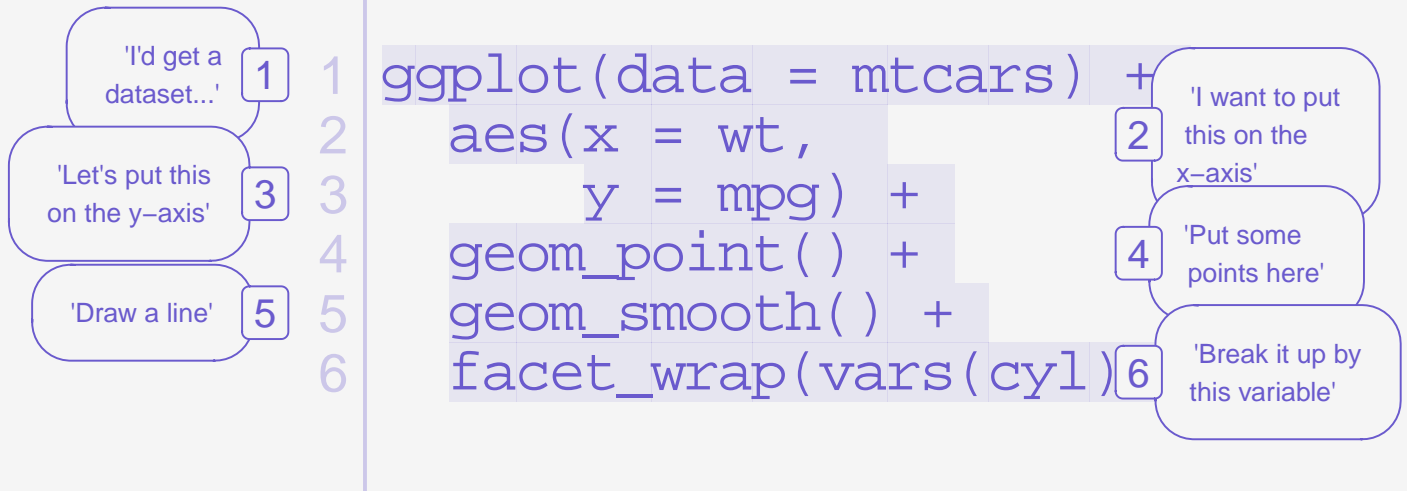 'I'd get a
dataset...'
1
'Let's put this
on the y–axis'
3
'Draw a line'
5
1 ggplot(data = mtcars) +
2 aes(x = wt,
3 y = mpg) +
4 geom_point() +
5 geom_smooth() +
6 facet_wrap(vars(cyl)
2
'I want to put
this on the
x–axis'
4
'Put some
points here'
6
'Break it up by
this variable'